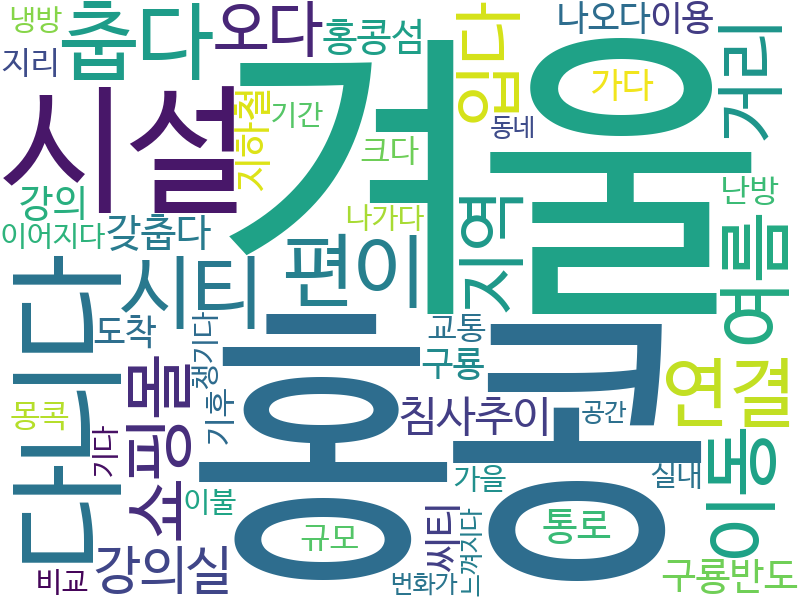 냉방
춥다
오다
홍콩섬
입다
나오다
이용
지리
시설
지하철
기간
겨울
가다
거리
동네
크다
강의
갖춥다
이어지다
나가다
지역
난방
여름
다니다
시티
편이
도착
챙기다
교통
구룡
연결
몽콕
기다
쇼핑몰
기후
홍콩
침사추이
공간
이동
이불
가을
실내
비교
강의실
규모
씨티
느껴지다
통로
번화가
구룡반도